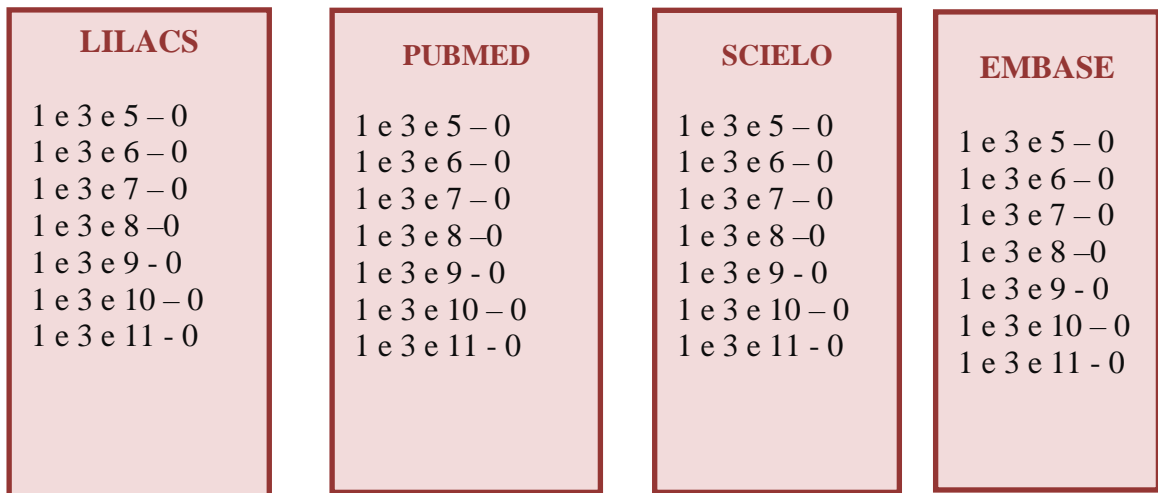 LILACS
1 e 3 e 5 – 0
1 e 3 e 6 – 0
1 e 3 e 7 – 0
1 e 3 e 8 –0
1 e 3 e 9 - 0
1 e 3 e 10 – 0
1 e 3 e 11 - 0
PUBMED
1 e 3 e 5 – 0
1 e 3 e 6 – 0
1 e 3 e 7 – 0
1 e 3 e 8 –0
1 e 3 e 9 - 0
1 e 3 e 10 – 0
1 e 3 e 11 - 0
SCIELO
1 e 3 e 5 – 0
1 e 3 e 6 – 0
1 e 3 e 7 – 0
1 e 3 e 8 –0
1 e 3 e 9 - 0
1 e 3 e 10 – 0
1 e 3 e 11 - 0
EMBASE
1 e 3 e 5 – 0
1 e 3 e 6 – 0
1 e 3 e 7 – 0
1 e 3 e 8 –0
1 e 3 e 9 - 0
1 e 3 e 10 – 0
1 e 3 e 11 - 0